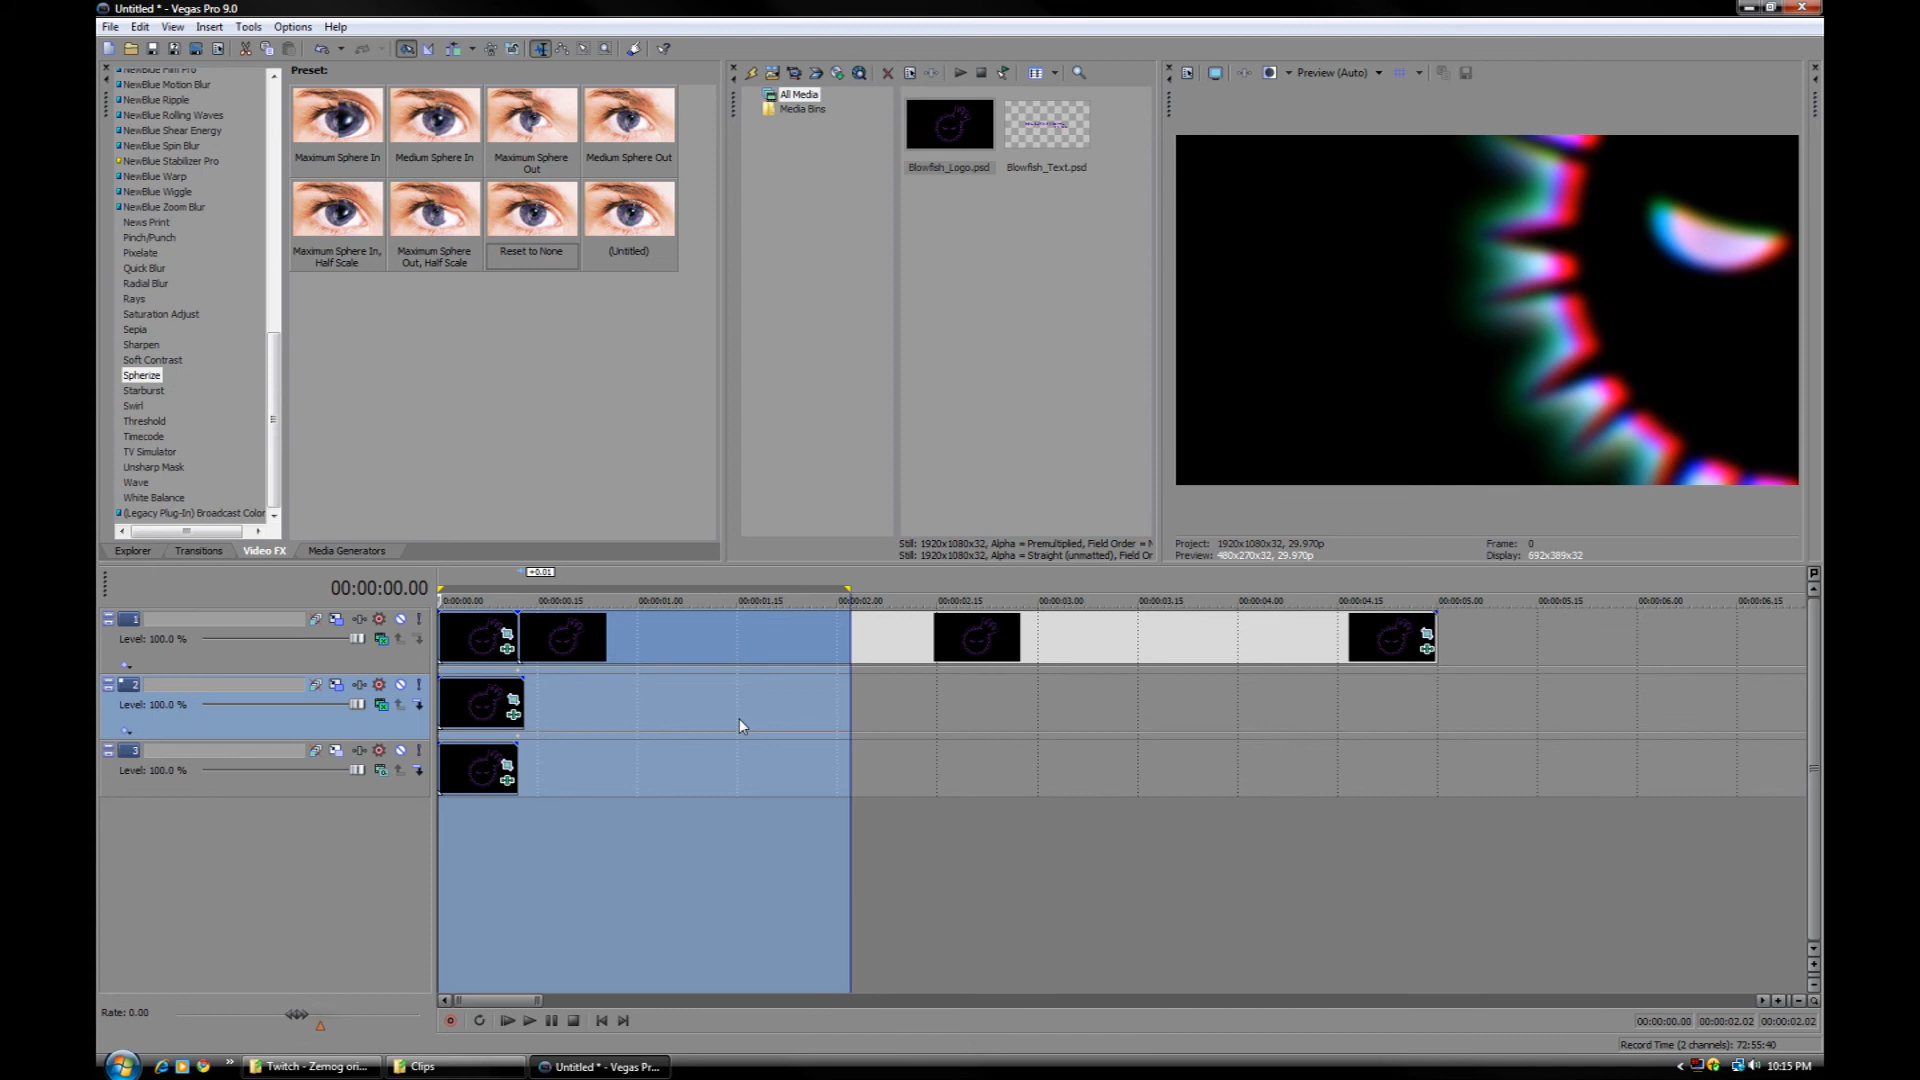 Untitled * - Vegas Pro 9.0
File Edit View Insert Tools Options Help
NewBlue Film Pro
NewBlue Motion Blur
NewBlue Ripple
NewBlue Rolling Waves
NewBlue Shear Energy
NewBlue Spin Blur
NewBlue Stabilizer Pro
NewBlue Warp
NewBlue Wiggle
NewBlue Zoom Blur
News Print
Pinch/Punch
Pixelate
Quick Blur
Radial Blur
Rays
Saturation Adjust
Sepia
Sharpen
Soft Contrast
Spherize
Starburst
Swirl
Threshold
Timecode
TV Simulator
Unsharp Mask
Wave
White Balance
(Legacy Plug-In) Broadcast Color
Explorer Transitions Video FX Media Generators
Preset:
Maximum Sphere In
Medium Sphere In
Maximum Sphere
Out
Medium Sphere Out
Maximum Sphere In,
Half Scale
Maximum Sphere
Out, Half Scale
Reset to None
(Untitled)
All Media
Media Bins
Blowfish_Logo.psd
Blowfish_Text.psd
Still: 1920x1080x32, Alpha = Premultiplied, Field Order =
Still: 1920x1080x32, Alpha = Straight (unmatted), Field Or
Preview (Auto)
Project: 1920x1080x32, 29.970p
Preview: 480x270x32, 29.970p
Frame: 0
Display: 692x389x32
+0.01
00:00:00.00
0:00:00.00 00:00:00.15 00:00:01.00 00:00:01.15 00:00:02.00 00:00:02.15 00:00:03.00 00:00:03.15 00:00:04.00 00:00:04.15 00:00:05.00 00:00:05.15 00:00:06.00 00:00:06.15
1
Level: 100.0 %
2
Level: 100.0 %
3
Level: 100.0 %
Rate: 0.00
00:00:00.00 00:00:02.02 00:00:02.02
Record Time (2 channels): 72:55:40
Twitch - Zemog ori... Clips Untitled * - Vegas Pr... 10:15 PM